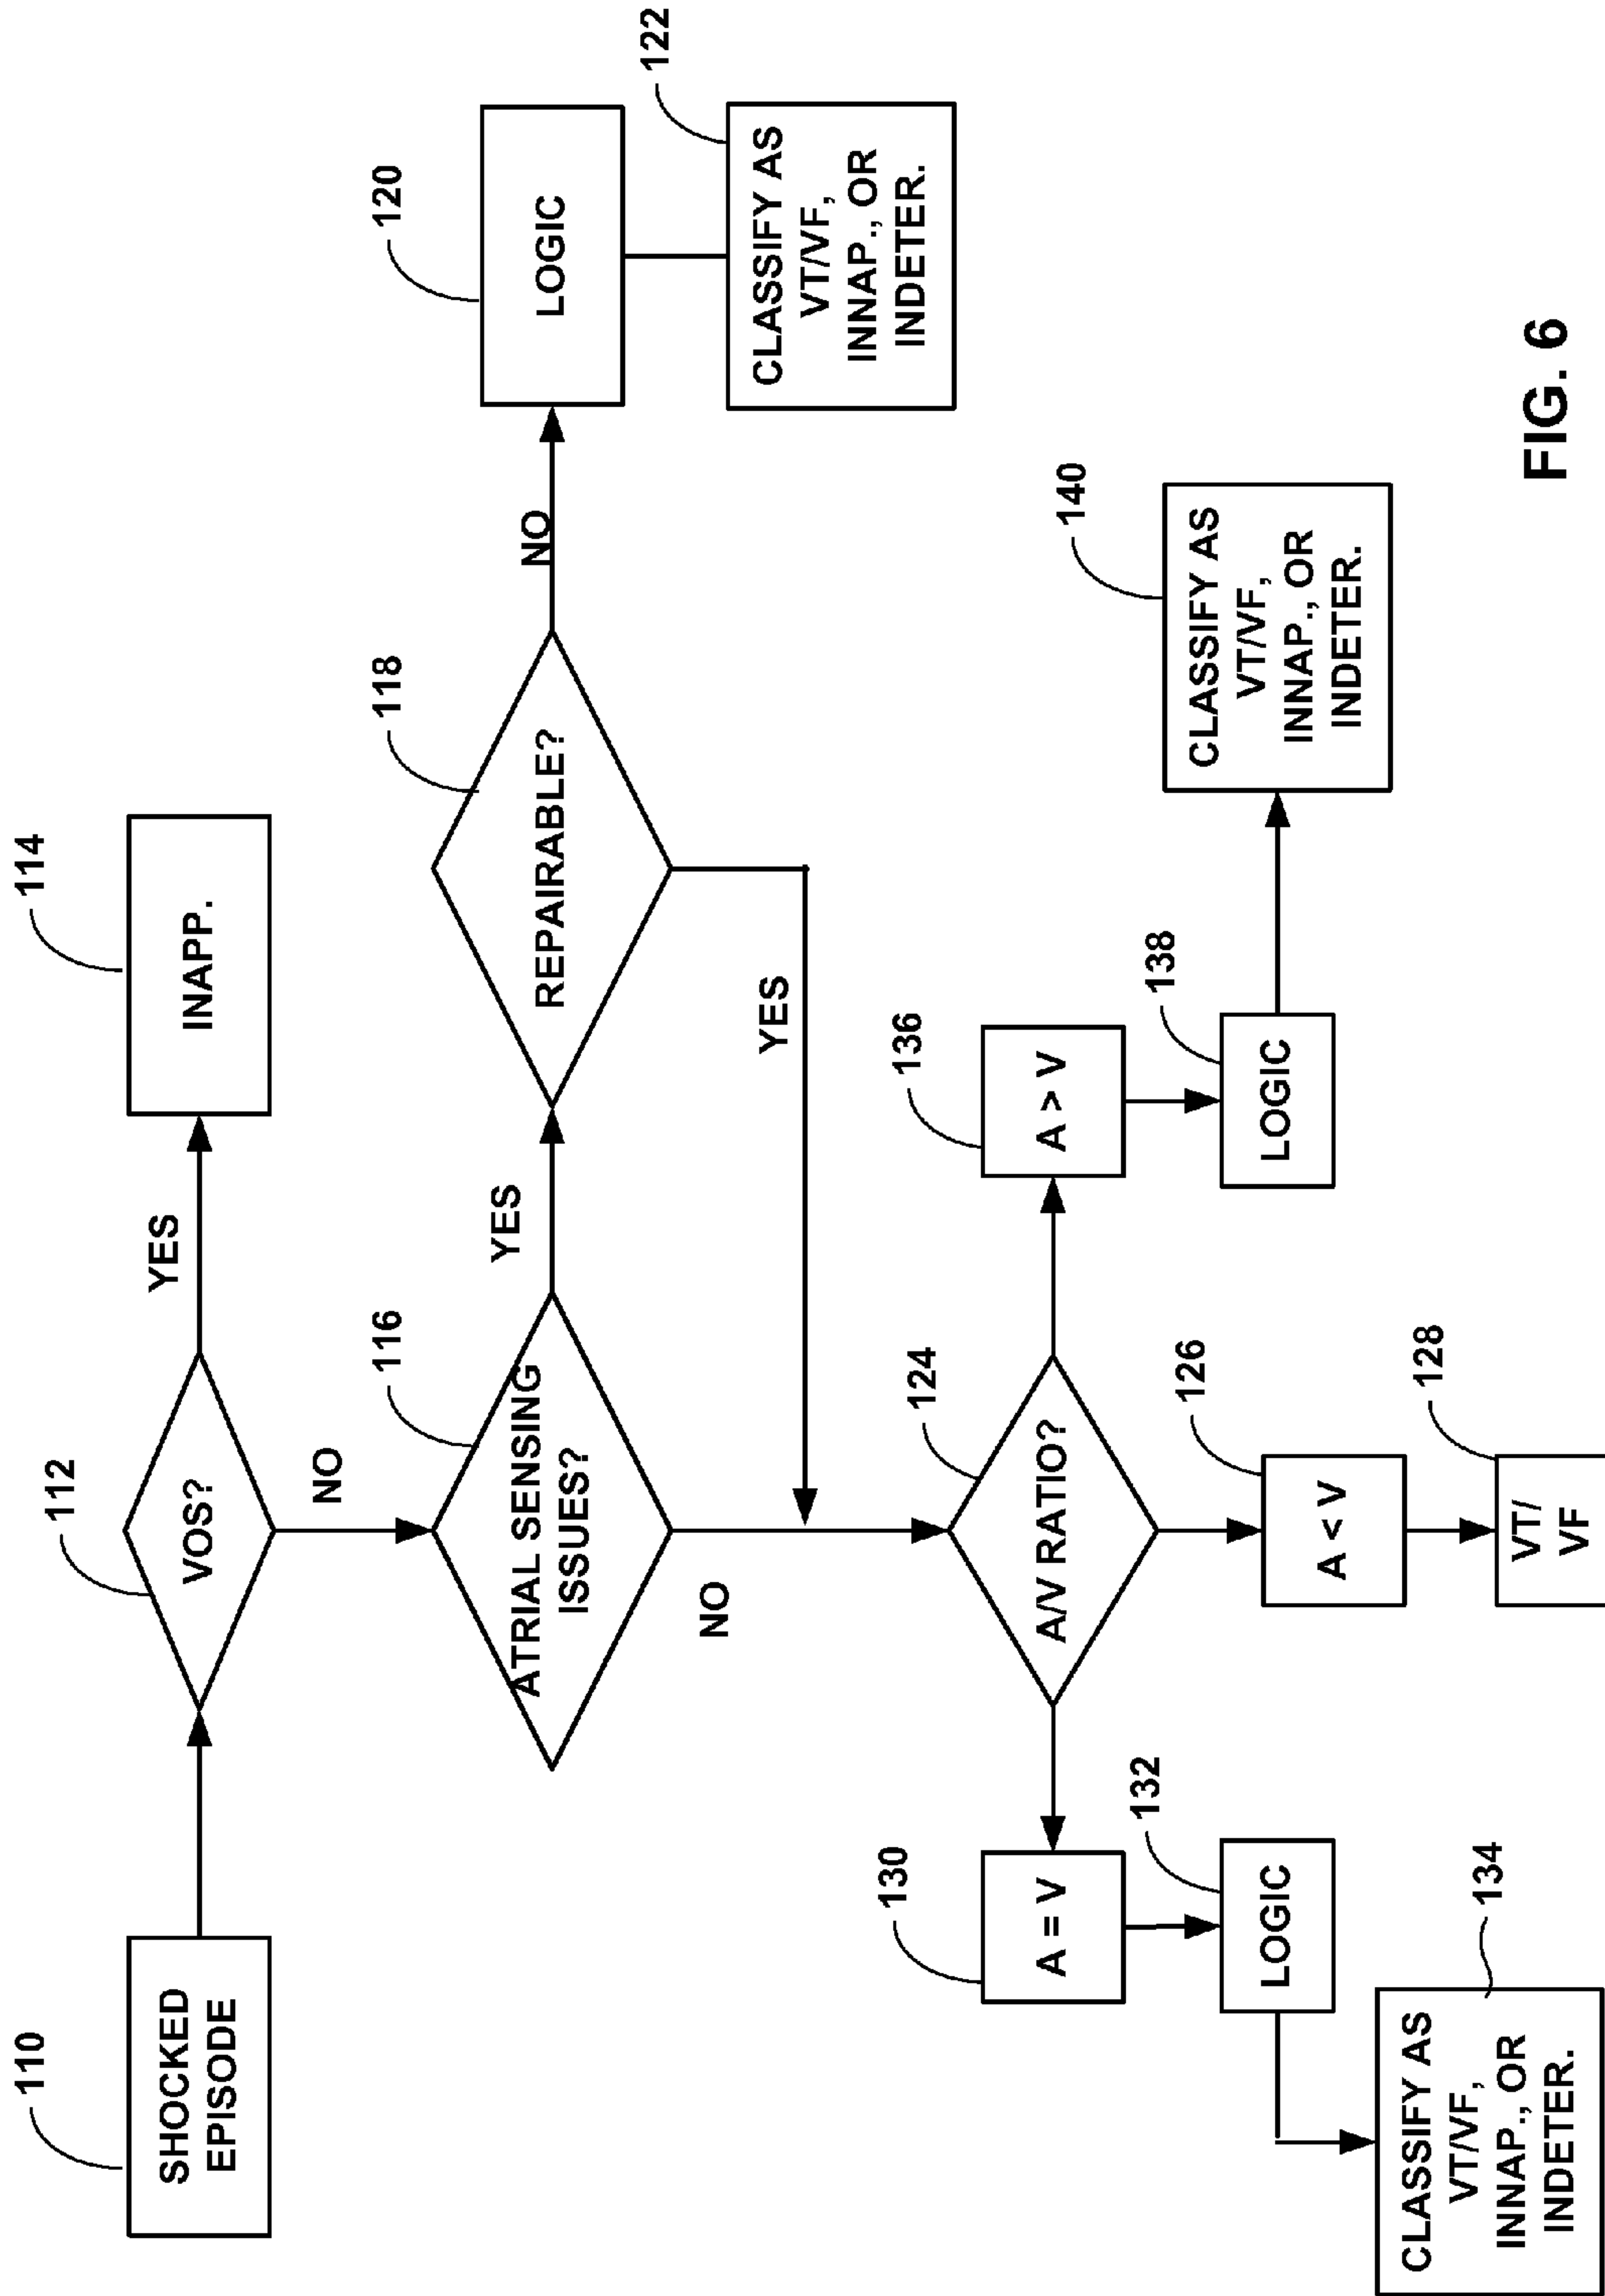 110
SHOCKED
EPISODE
112
VOS?
YES
114
INAPP.
NO
116
ATRIAL SENSING
ISSUES?
YES
118
REPAIRABLE?
NO
120
LOGIC
122
CLASSIFY AS
VT/VF,
INNAP., OR
INDETER.
YES
NO
124
A/V RATIO?
130
A = V
132
LOGIC
134
CLASSIFY AS
VT/VF,
INNAP., OR
INDETER.
126
A < V
128
VT/
VF
136
A > V
138
LOGIC
140
CLASSIFY AS
VT/VF,
INNAP., OR
INDETER.
FIG. 6